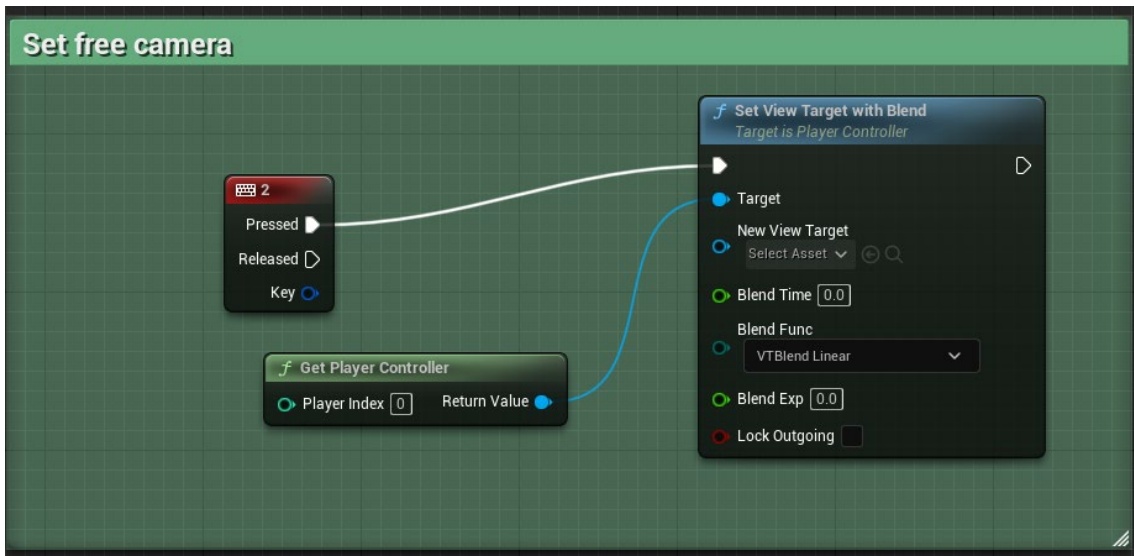 Set free camera
Set View Target with Blend
Target is Player Controller
2
Pressed
Released
Key
Target
New View Target
Select Asset
Blend Time 0.0
Blend Func
VTBlend Linear
Blend Exp 0.0
Lock Outgoing
Get Player Controller
Player Index 0 Return Value